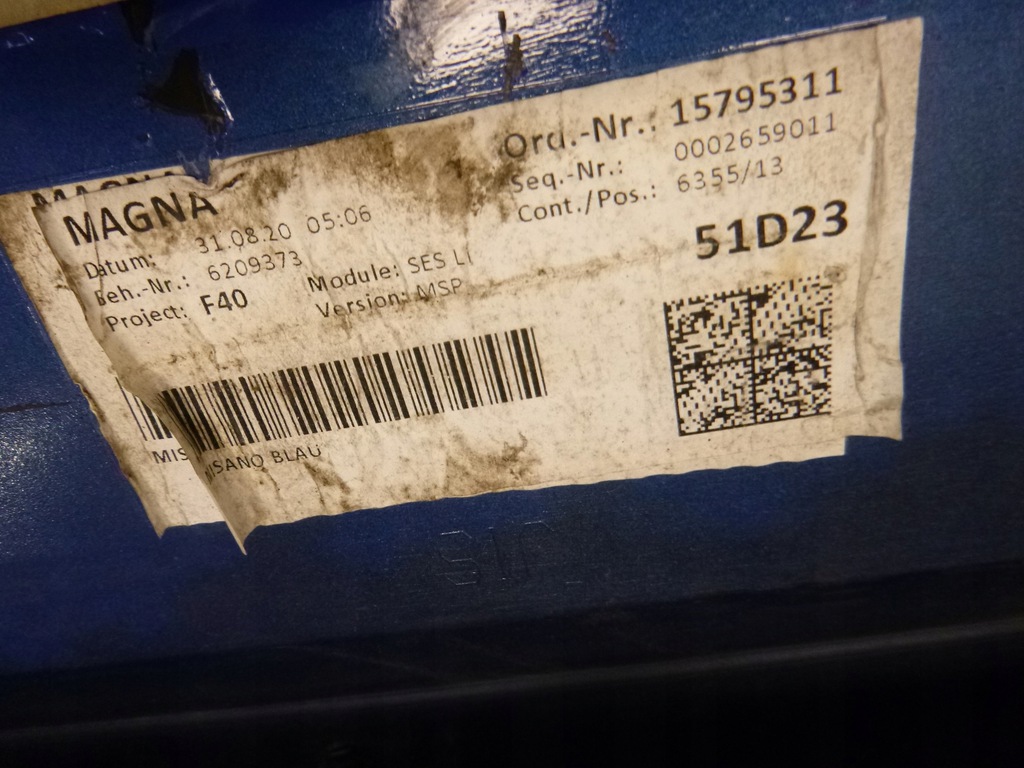 MAGNA
MAGNA
Datum: 31.08.20 05:06
Beh.-Nr.: 6209373
Project: F40
Module: SES LI
Version: MSP
Ord.-Nr.: 15795311
Seq.-Nr.: 0002659011
Cont./Pos.: 6355/13
51D23
MIS
MISANO BLAU